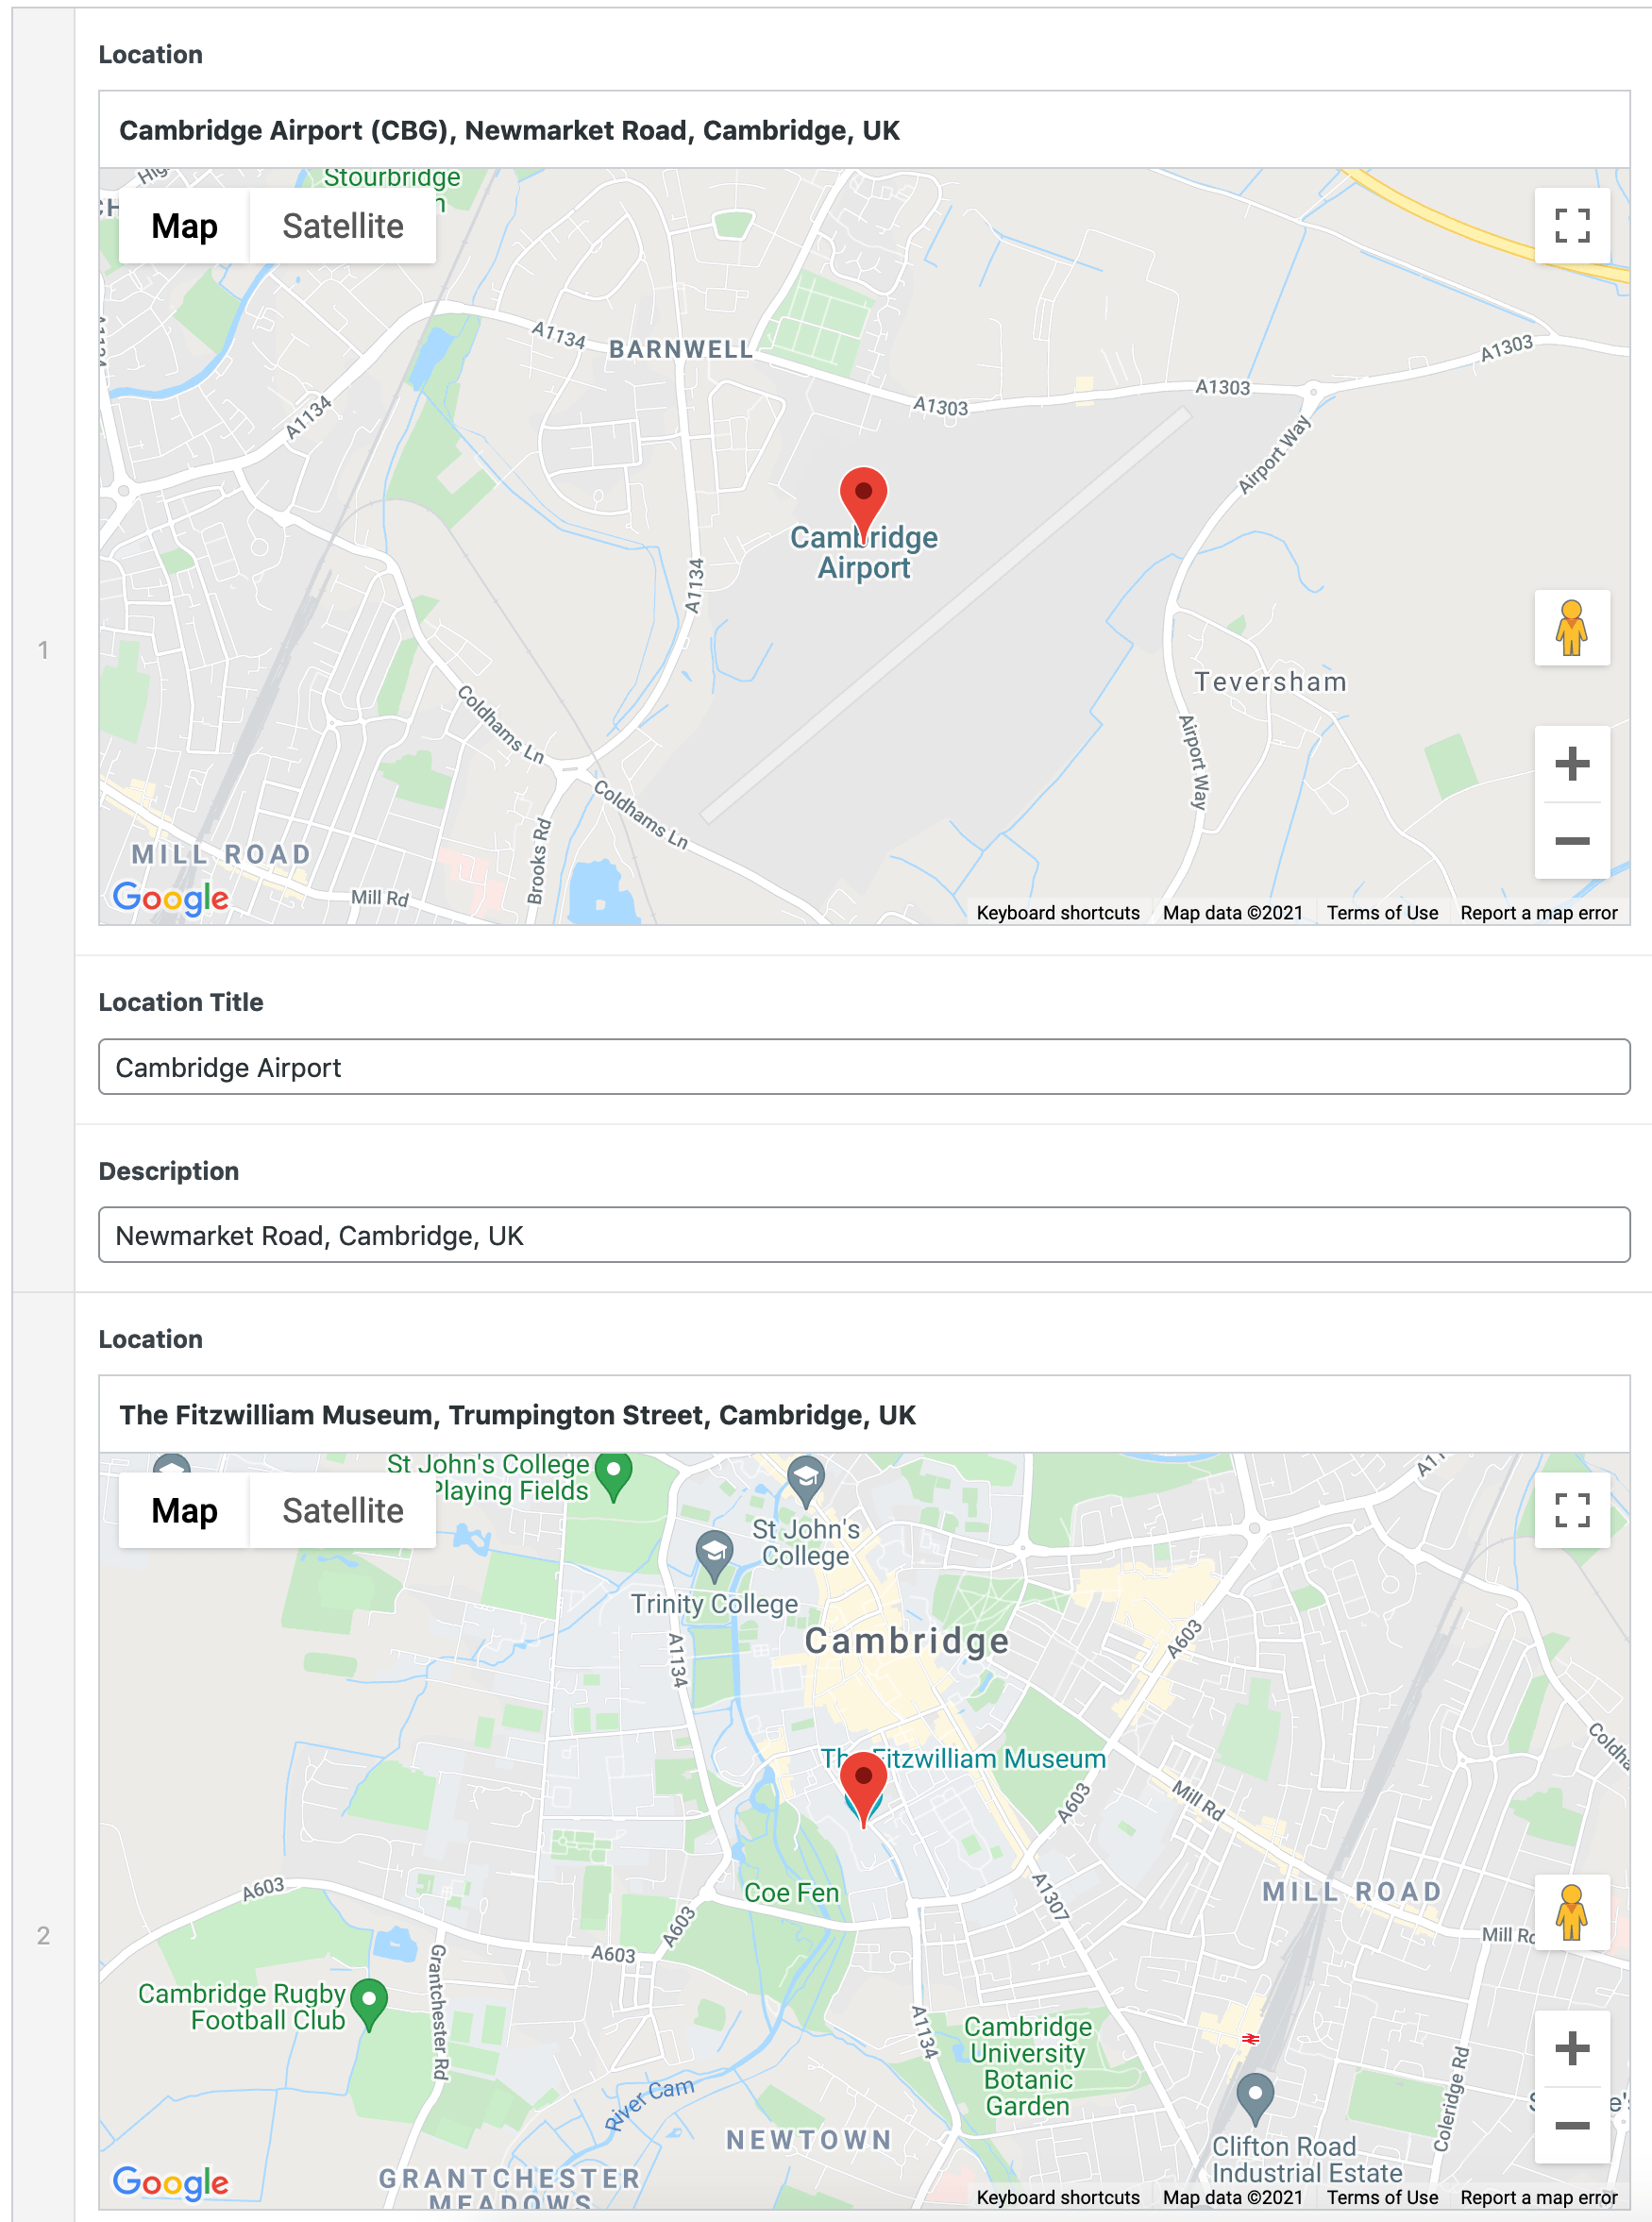 Location
Cambridge Airport (CBG), Newmarket Road, Cambridge, UK
Stourbridge
Map
Satellite
A1134
BARNWELL
A1303
A1303
A1303
A1134
Airport Way
Cambridge
Airport
A1134
1
Teversham
Coldhams Ln
Airport Way
Coldhams Ln
Brooks Rd
MILL ROAD
Mill Rd
Google
Keyboard shortcuts
Map data ©2021
Terms of Use
Report a map error
Location Title
Cambridge Airport
Description
Newmarket Road, Cambridge, UK
Location
The Fitzwilliam Museum, Trumpington Street, Cambridge, UK
St John's College
Playing Fields
Map
Satellite
St John's
College
Trinity College
Cambridge
A1134
A603
The Fitzwilliam Museum
A603
Mill Rd
MILL ROAD
A603
Coe Fen
A1307
A603
A603
Mill Rd
2
Grantchester Rd
Cambridge Rugby
Football Club
A1134
Cambridge
University
Botanic
Garden
River Cam
Coleridge Rd
NEWTOWN
Clifton Road
Industrial Estate
GRANTCHESTER
MEADOWS
Google
Keyboard shortcuts
Map data ©2021
Terms of Use
Report a map error